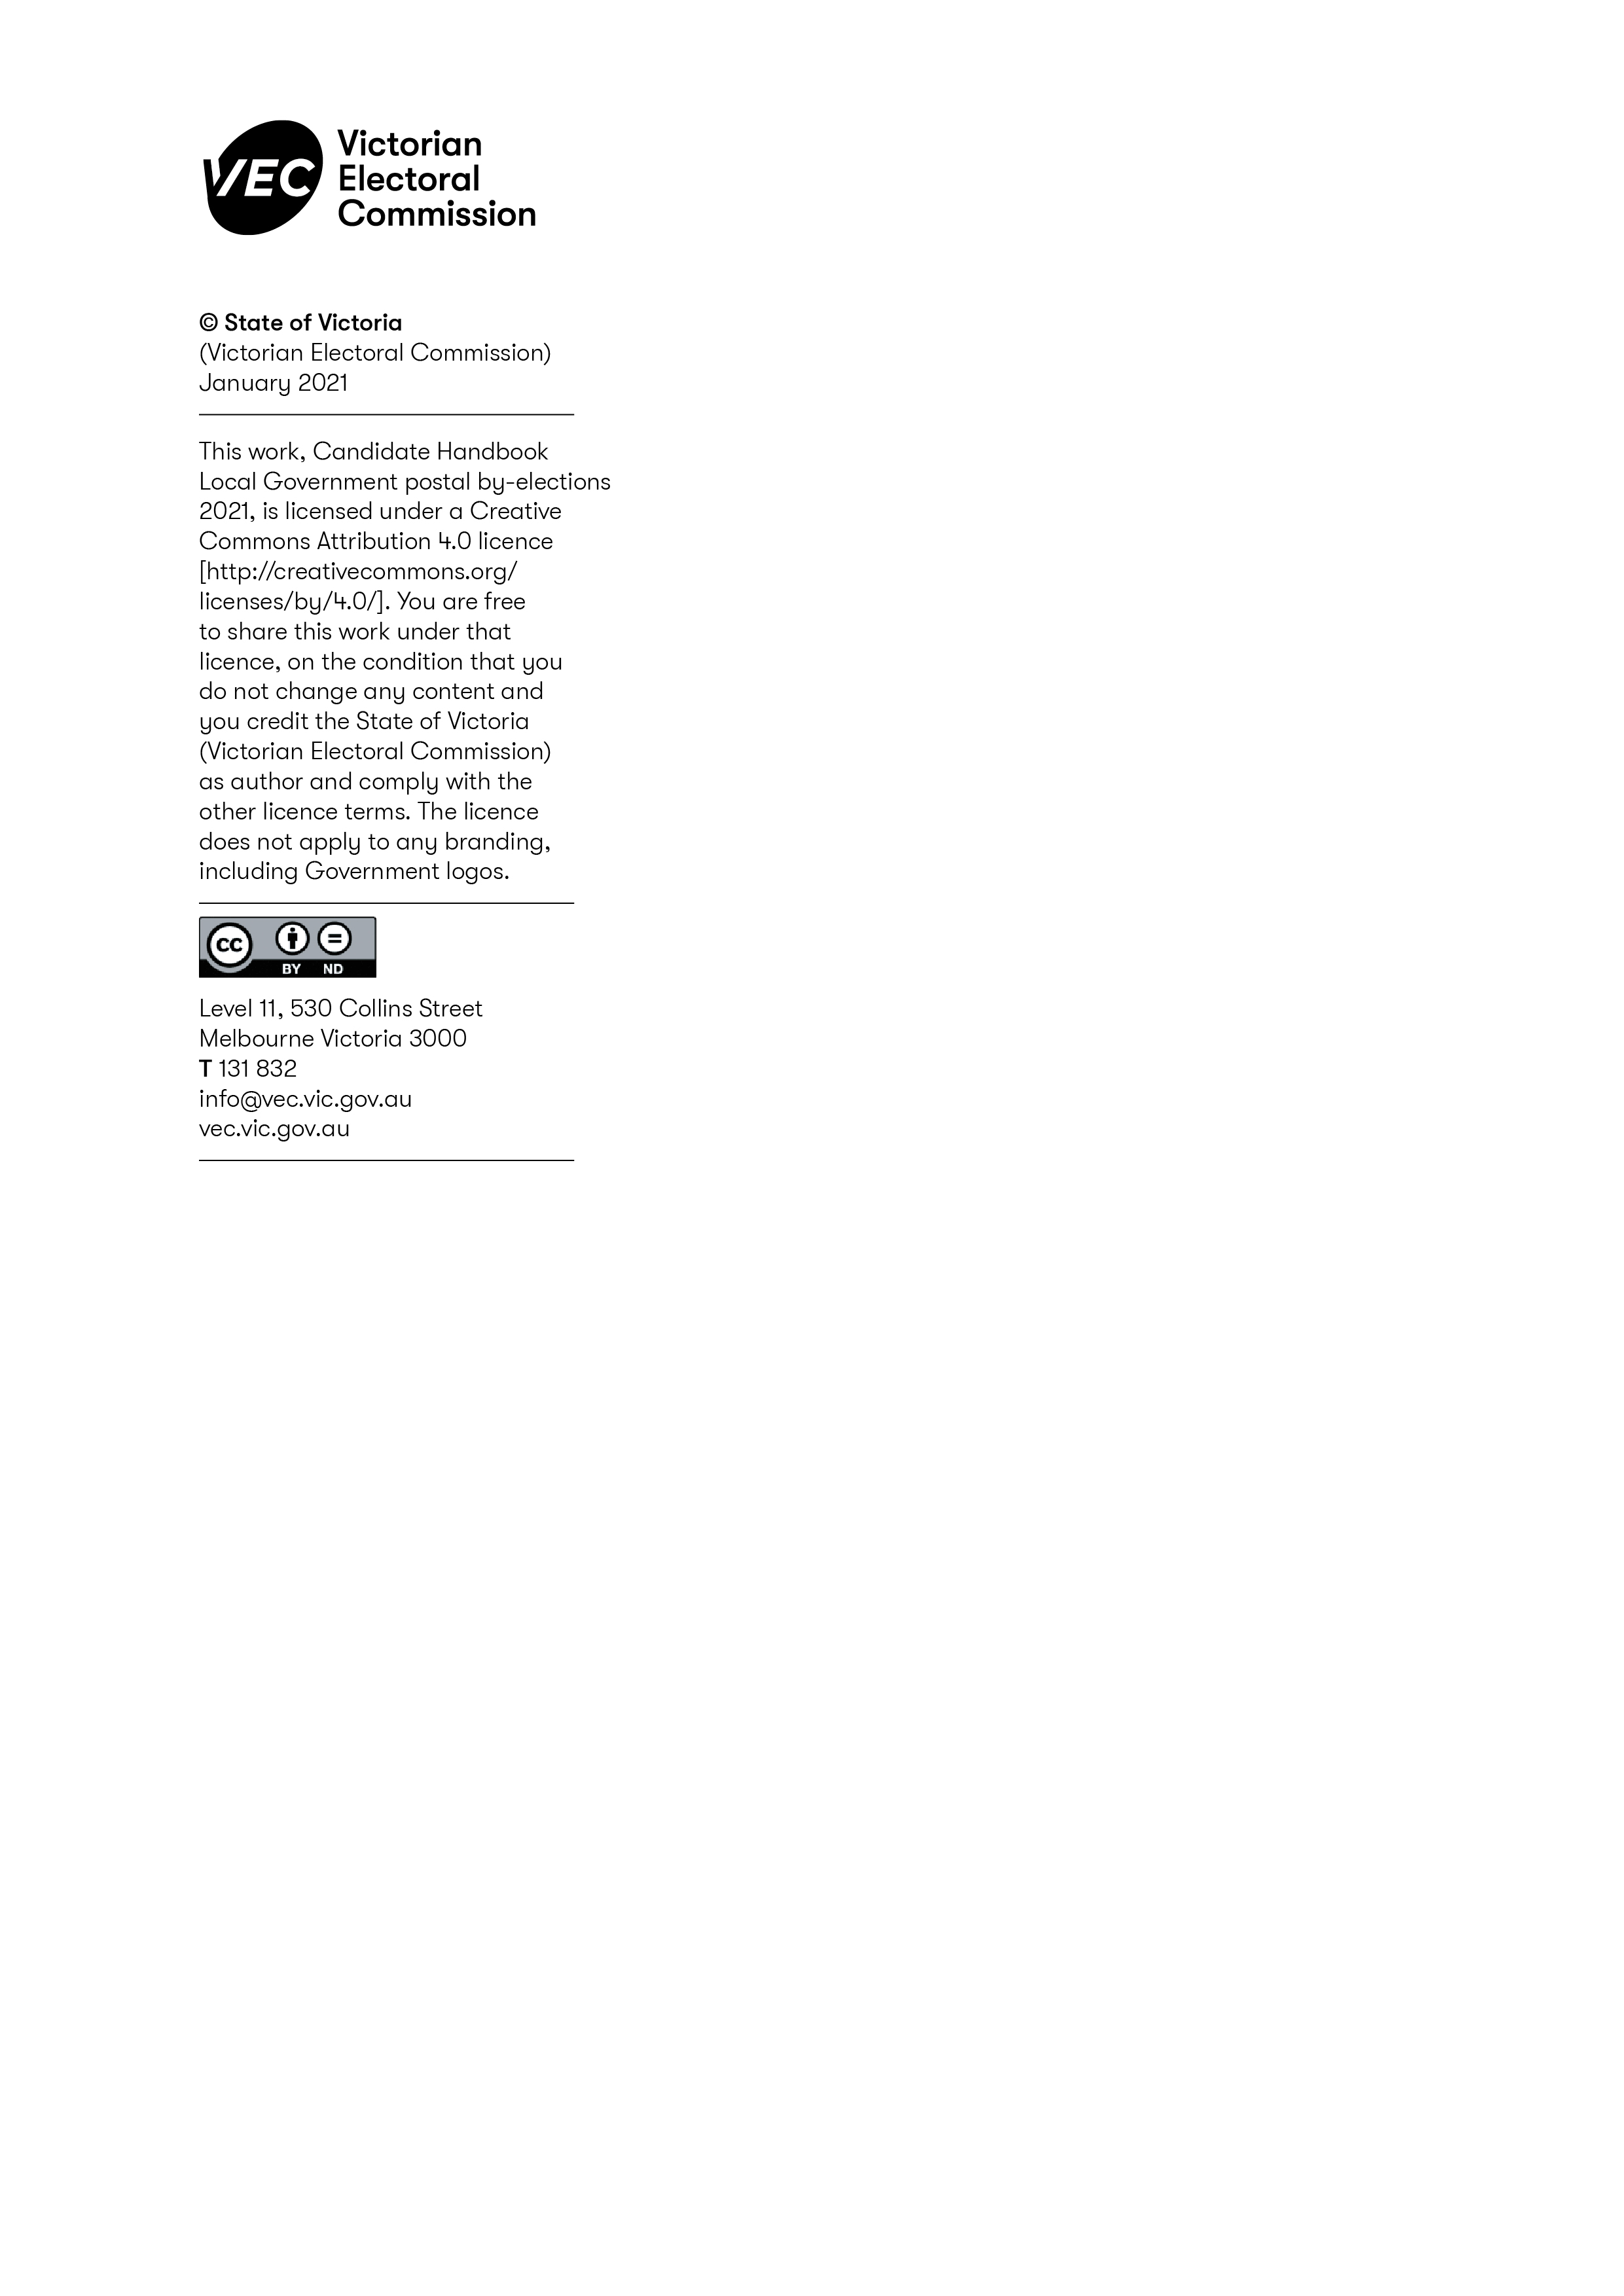 VEC
Victorian
Electoral
Commission
© State of Victoria
(Victorian Electoral Commission)
January 2021
This work, Candidate Handbook
Local Government postal by-elections
2021, is licensed under a Creative
Commons Attribution 4.0 licence
[http://creativecommons.org/
licenses/by/4.0/]. You are free
to share this work under that
licence, on the condition that you
do not change any content and
you credit the State of Victoria
(Victorian Electoral Commission)
as author and comply with the
other licence terms. The licence
does not apply to any branding,
including Government logos.
cc
BY ND
Level 11, 530 Collins Street
Melbourne Victoria 3000
T 131 832
info@vec.vic.gov.au
vec.vic.gov.au